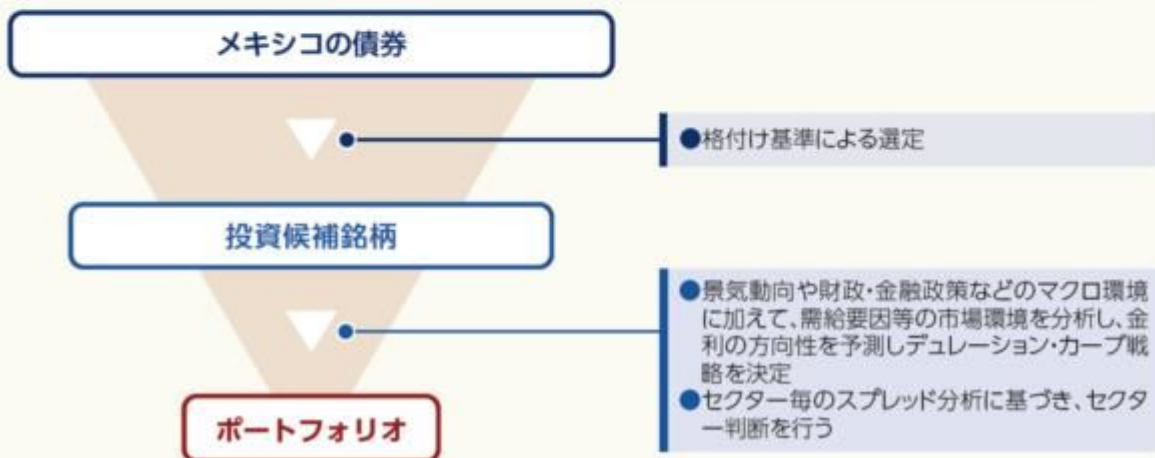 メキシコの債券
●格付け基準による選定
投資候補銘柄
●景気動向や財政・金融政策などのマクロ環境
に加えて、需給要因等の市場環境を分析し、金
利の方向性を予測しデュレーション・カーブ戦
略を決定
●セクター毎のスプレッド分析に基づき、セクタ
ー判断を行う
ポートフォリオ